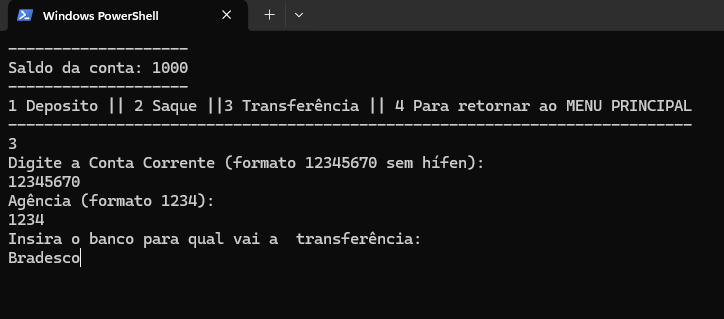 Windows PowerShell
--------------------
Saldo da conta: 1000
--------------------
1 Deposito || 2 Saque ||3 Transferência || 4 Para retornar ao MENU PRINCIPAL
----------------------------------------------------------------------------
3
Digite a Conta Corrente (formato 12345670 sem hífen):
12345670
Agência (formato 1234):
1234
Insira o banco para qual vai a  transferência:
Bradesco